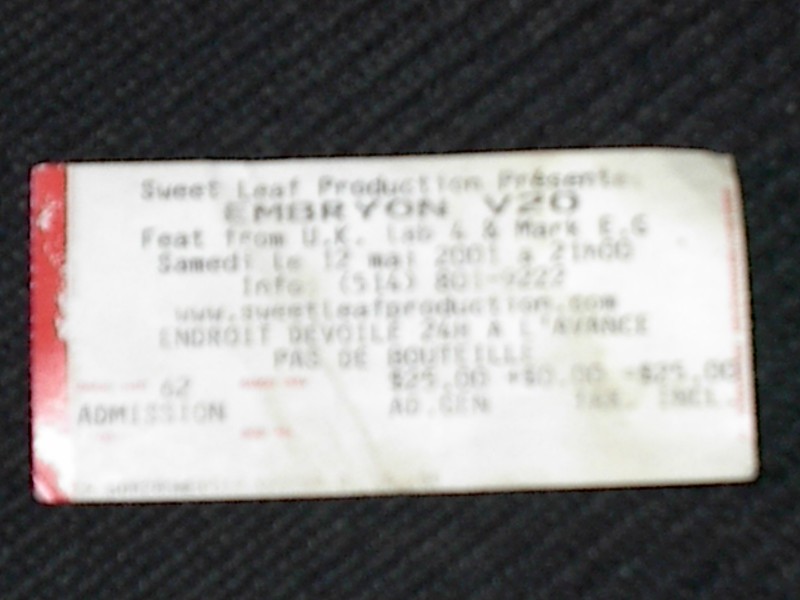 Sweet Leaf Production Présente
EMBRYON V20
Feat from U.K. lab 4 & Mark E.G
Samedi le 12 mai 2001 a 21h00
Info (514) 801-9222
www.sweetleafproduction.com
ENDROIT DEVOILE 24H A L'AVANCE
PAS DE BOUTEILLE
62 $25.00 +$0.00 =$25.00
ADMISSION AD.GEN TAX. INCL.